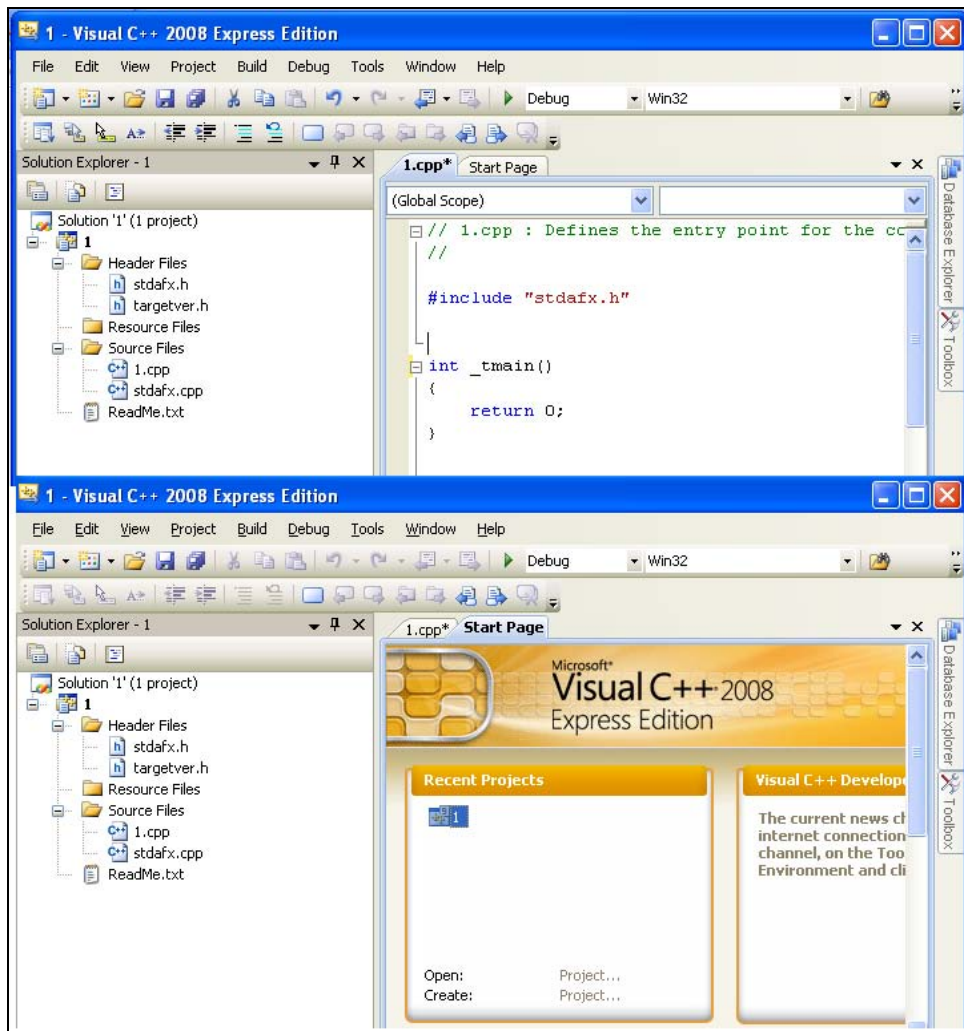 1 - Visual C++ 2008 Express Edition
File Edit View Project Build Debug Tools Window Help
Debug Win32
Solution Explorer - 1
Solution '1' (1 project)
1
Header Files
stdafx.h
targetver.h
Resource Files
Source Files
1.cpp
stdafx.cpp
ReadMe.txt
1.cpp* Start Page
(Global Scope)
// 1.cpp : Defines the entry point for the co
//
#include "stdafx.h"
int _tmain()
{
return 0;
}
Database Explorer
Toolbox
1 - Visual C++ 2008 Express Edition
File Edit View Project Build Debug Tools Window Help
Debug Win32
Solution Explorer - 1
Solution '1' (1 project)
1
Header Files
stdafx.h
targetver.h
Resource Files
Source Files
1.cpp
stdafx.cpp
ReadMe.txt
1.cpp* Start Page
Microsoft
Visual C++ 2008
Express Edition
Recent Projects
1
Open: Project...
Create: Project...
Visual C++ Develope
The current news ch
internet connection
channel, on the Too
Environment and cli
Database Explorer
Toolbox